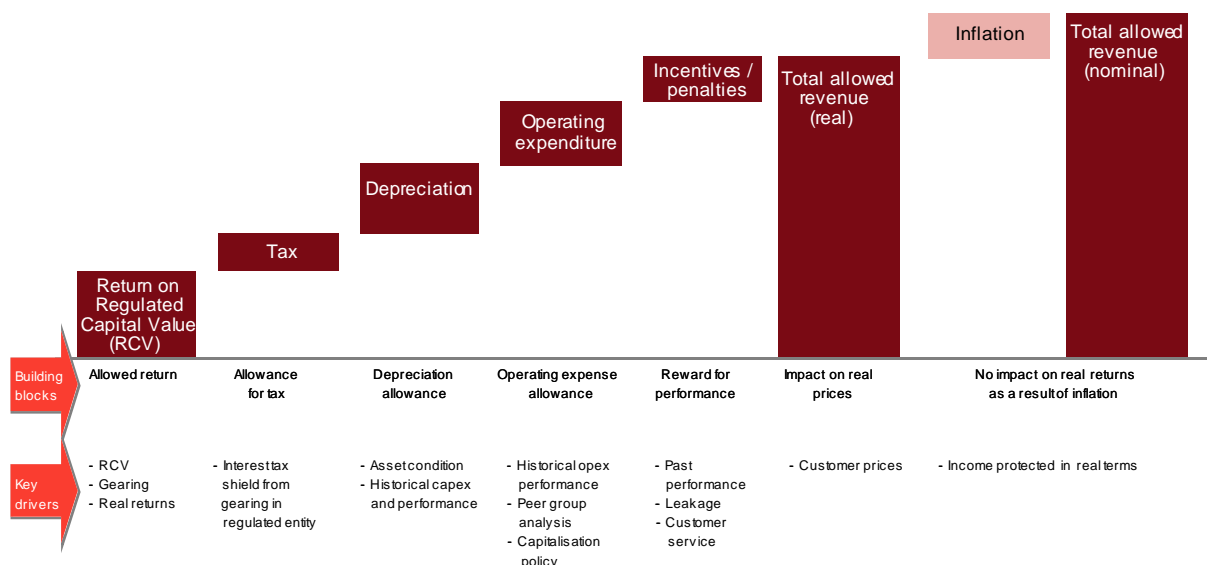 Return on
Regulated
Capital Value
(RCV)
Tax
Depreciation
Operating
expenditure
Incentives /
penalties
Total allowed
revenue
(real)
Inflation
Total allowed
revenue
(nominal)
Building
blocks
Allowed return
Allowance
for tax
Depreciation
allowance
Operating expense
allowance
Reward for
performance
Impact on real
prices
No impact on real returns
as a result of inflation
Key
drivers
- RCV
- Gearing
- Real returns
- Interest tax
shield from
gearing in
regulated entity
- Asset condition
- Historical capex
and performance
- Historical opex
performance
- Peer group
analysis
- Capitalisation
policy
- Past
performance
- Leakage
- Customer
service
- Customer prices
- Income protected in real terms